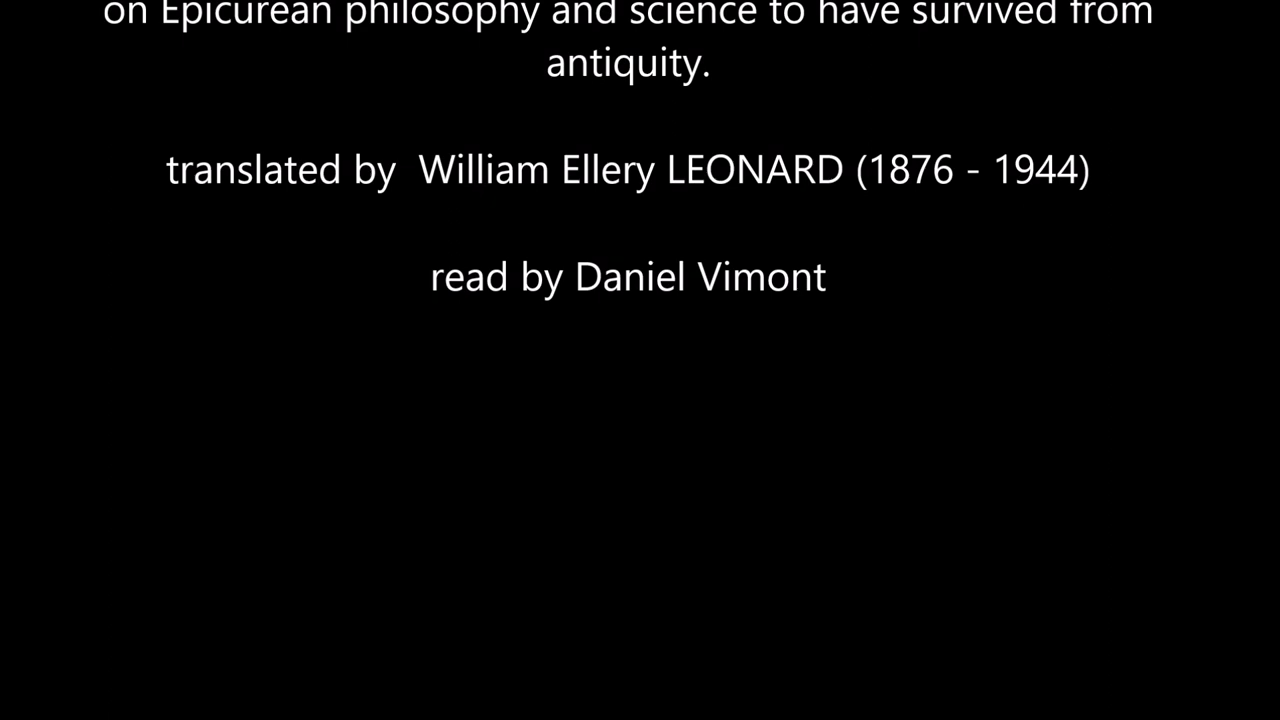 on Epicurean philosophy and science to have survived from
antiquity.
translated by  William Ellery LEONARD (1876 - 1944)
read by Daniel Vimont